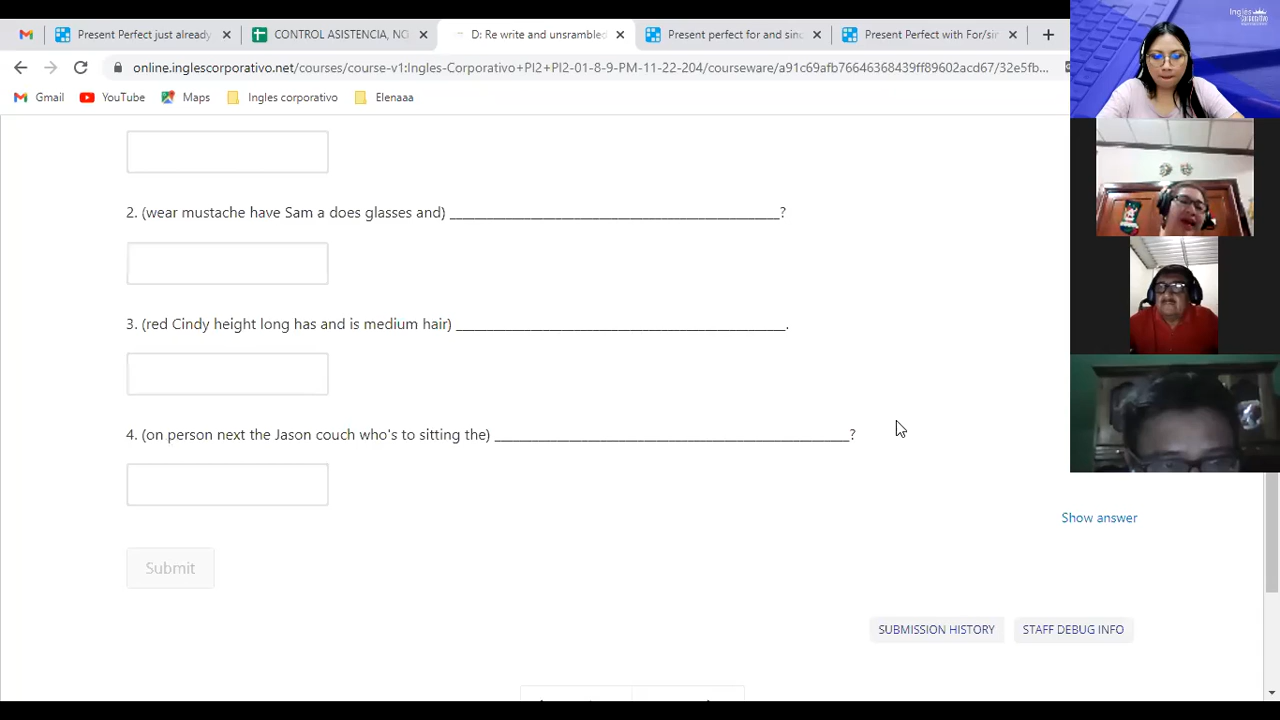 Present Perfect just already
CONTROL ASISTENCIA, NO
D: Re write and unsrambled
Present perfect for and sinc
Present Perfect with For/sin
online.inglescorporativo.net/courses/course-v1:Ingles-Corporativo+PI2+PI2-01-8-9-PM-11-22-204/courseware/a91c69afb76646368439ff89602acd67/32e5fb...
Gmail
YouTube
Maps
Ingles corporativo
Elenaaa
Ingles
2. (wear mustache have Sam a does glasses and) ________________________________________?
3. (red Cindy height long has and is medium hair) ________________________________________.
4. (on person next the Jason couch who's to sitting the) ___________________________________________?
Show answer
Submit
SUBMISSION HISTORY
STAFF DEBUG INFO